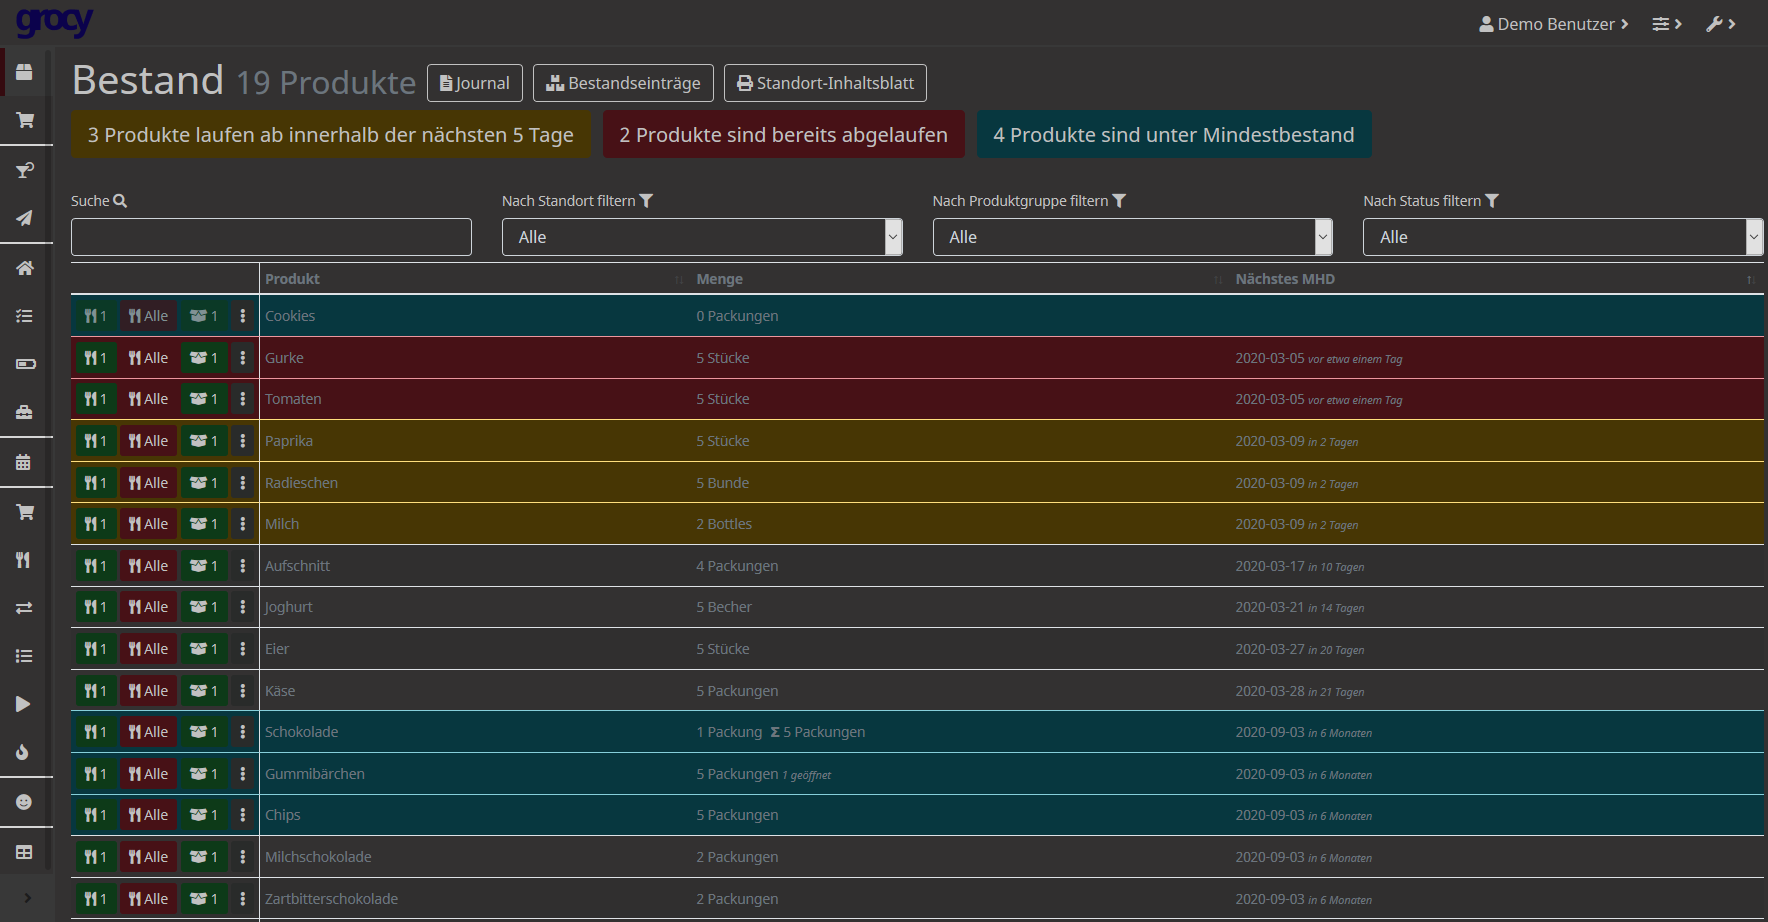 grocy
Demo Benutzer
Bestand 19 Produkte Journal Bestandseinträge Standort-Inhaltsblatt
3 Produkte laufen ab innerhalb der nächsten 5 Tage 2 Produkte sind bereits abgelaufen 4 Produkte sind unter Mindestbestand
Suche Nach Standort filtern Nach Produktgruppe filtern Nach Status filtern
Alle Alle Alle
Produkt Menge Nächstes MHD
1 Alle 1 Cookies 0 Packungen
1 Alle 1 Gurke 5 Stücke 2020-03-05 vor etwa einem Tag
1 Alle 1 Tomaten 5 Stücke 2020-03-05 vor etwa einem Tag
1 Alle 1 Paprika 5 Stücke 2020-03-09 in 2 Tagen
1 Alle 1 Radieschen 5 Bunde 2020-03-09 in 2 Tagen
1 Alle 1 Milch 2 Bottles 2020-03-09 in 2 Tagen
1 Alle 1 Aufschnitt 4 Packungen 2020-03-17 in 10 Tagen
1 Alle 1 Joghurt 5 Becher 2020-03-21 in 14 Tagen
1 Alle 1 Eier 5 Stücke 2020-03-27 in 20 Tagen
1 Alle 1 Käse 5 Packungen 2020-03-28 in 21 Tagen
1 Alle 1 Schokolade 1 Packung Σ 5 Packungen 2020-09-03 in 6 Monaten
1 Alle 1 Gummibärchen 5 Packungen 1 geöffnet 2020-09-03 in 6 Monaten
1 Alle 1 Chips 5 Packungen 2020-09-03 in 6 Monaten
1 Alle 1 Milchschokolade 2 Packungen 2020-09-03 in 6 Monaten
1 Alle 1 Zartbitterschokolade 2 Packungen 2020-09-03 in 6 Monaten